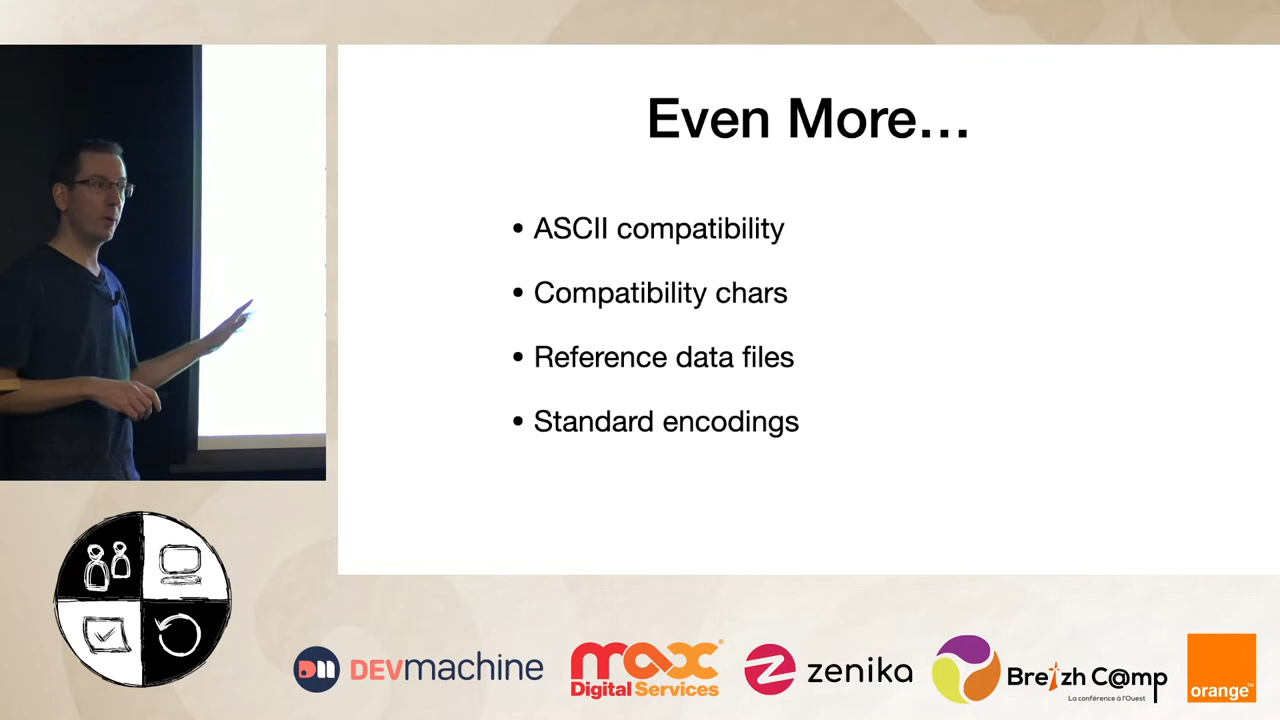 Even More…
• ASCII compatibility
• Compatibility chars
• Reference data files
• Standard encodings
DEVmachine
max
Digital Services
zenika
Breizh C@mp
La conférence à l'Ouest
orange™